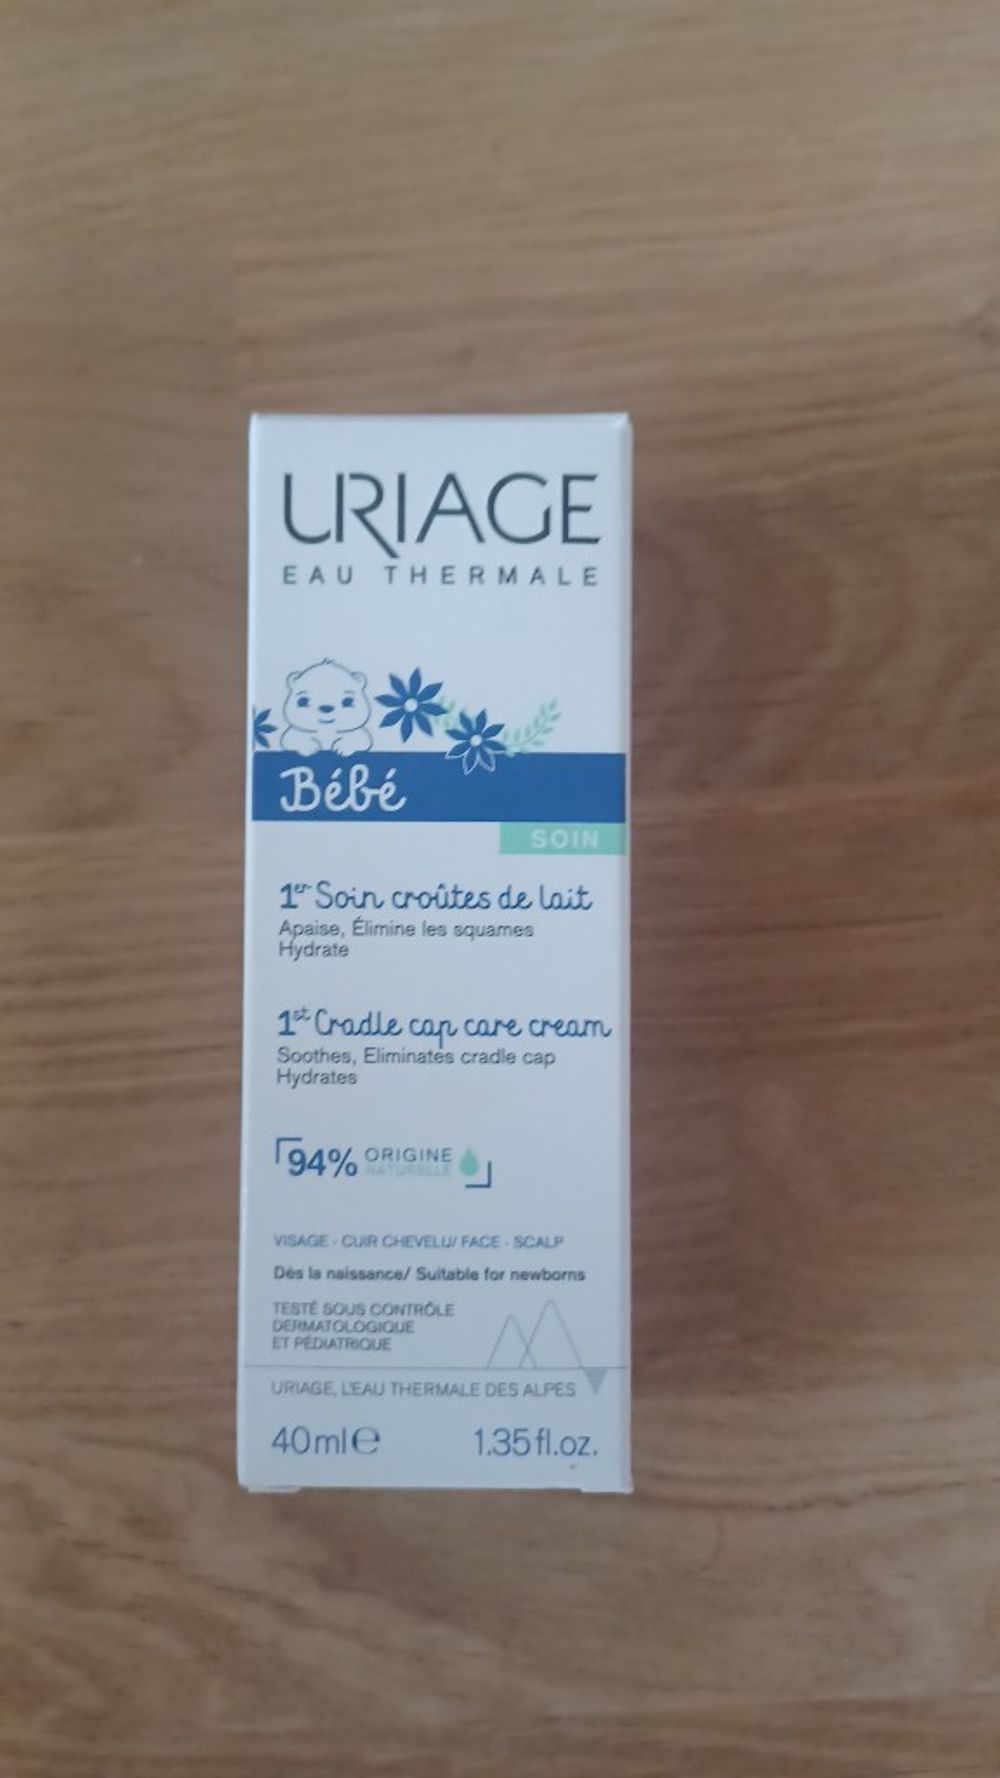 URIAGE
EAU THERMALE
Bébé
SOIN
1er Soin croûtes de lait
Apaise, Élimine les squames
Hydrate
1st Cradle cap care cream
Soothes, Eliminates cradle cap
Hydrates
94% ORIGINE
NATURELLE
VISAGE - CUIR CHEVELU/ FACE - SCALP
Dès la naissance/ Suitable for newborns
TESTÉ SOUS CONTRÔLE
DERMATOLOGIQUE
ET PÉDIATRIQUE
URIAGE, L'EAU THERMALE DES ALPES
40ml℮ 1.35fl.oz.